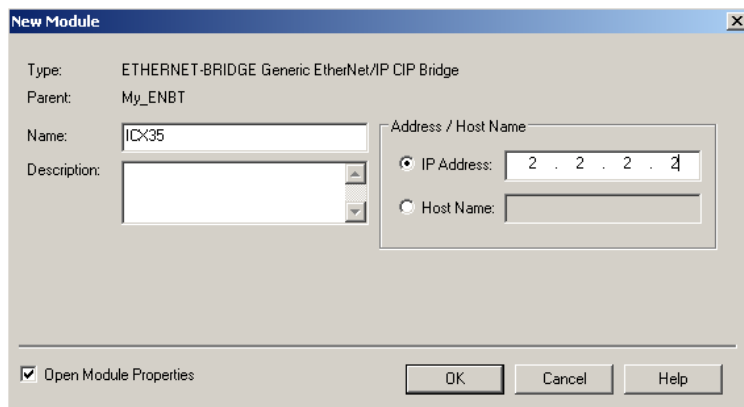 New Module
Type: ETHERNET-BRIDGE Generic EtherNet/IP CIP Bridge
Parent: My_ENBT
Name: ICX35
Description:
Address / Host Name
IP Address: 2 . 2 . 2 . 2
Host Name:
Open Module Properties
OK Cancel Help